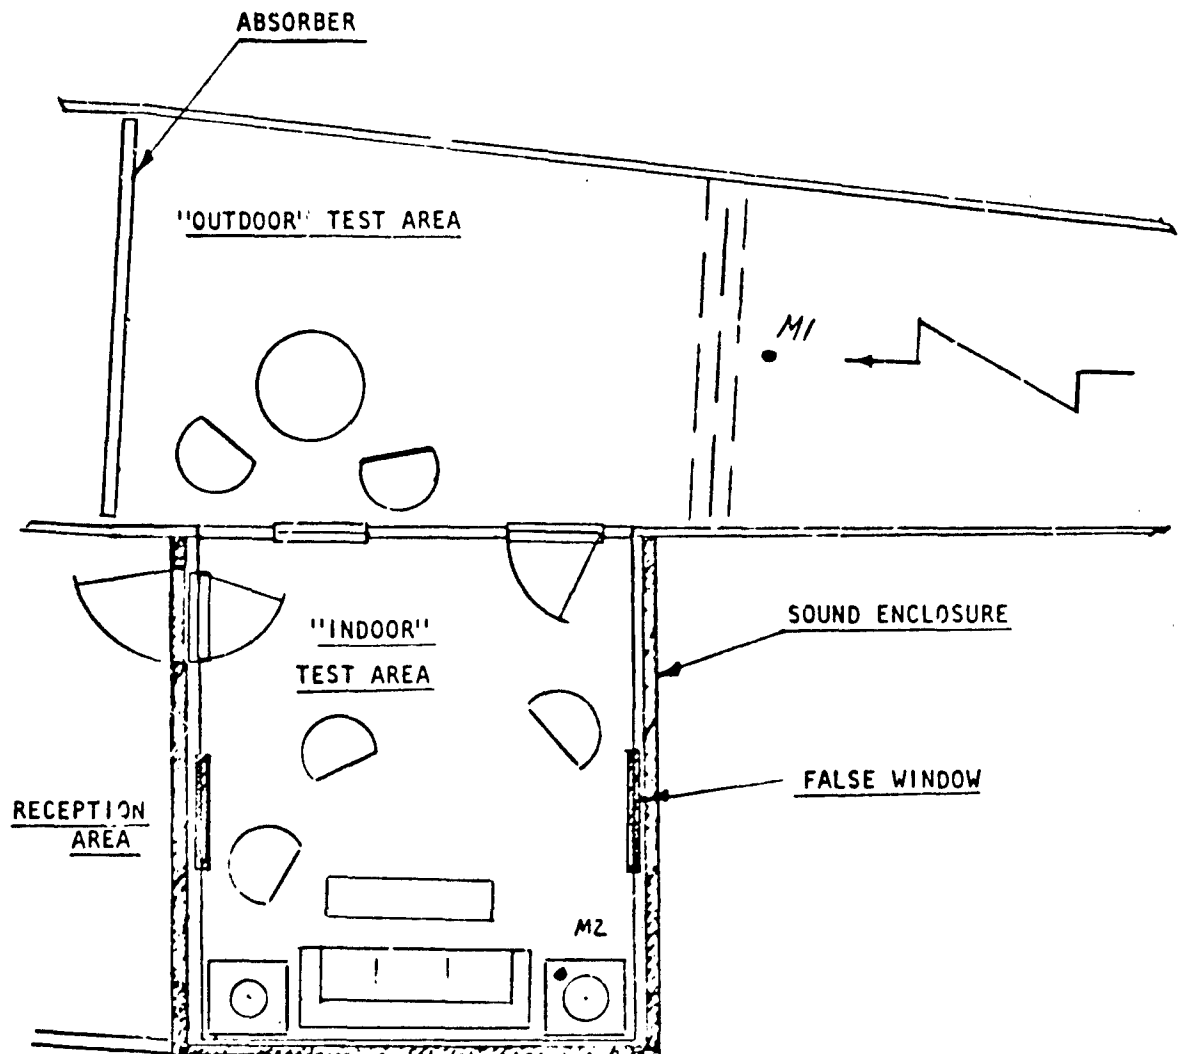 ABSORBER
"OUTDOOR" TEST AREA
M1
"INDOOR"
TEST AREA
SOUND ENCLOSURE
FALSE WINDOW
RECEPTION
AREA
M2